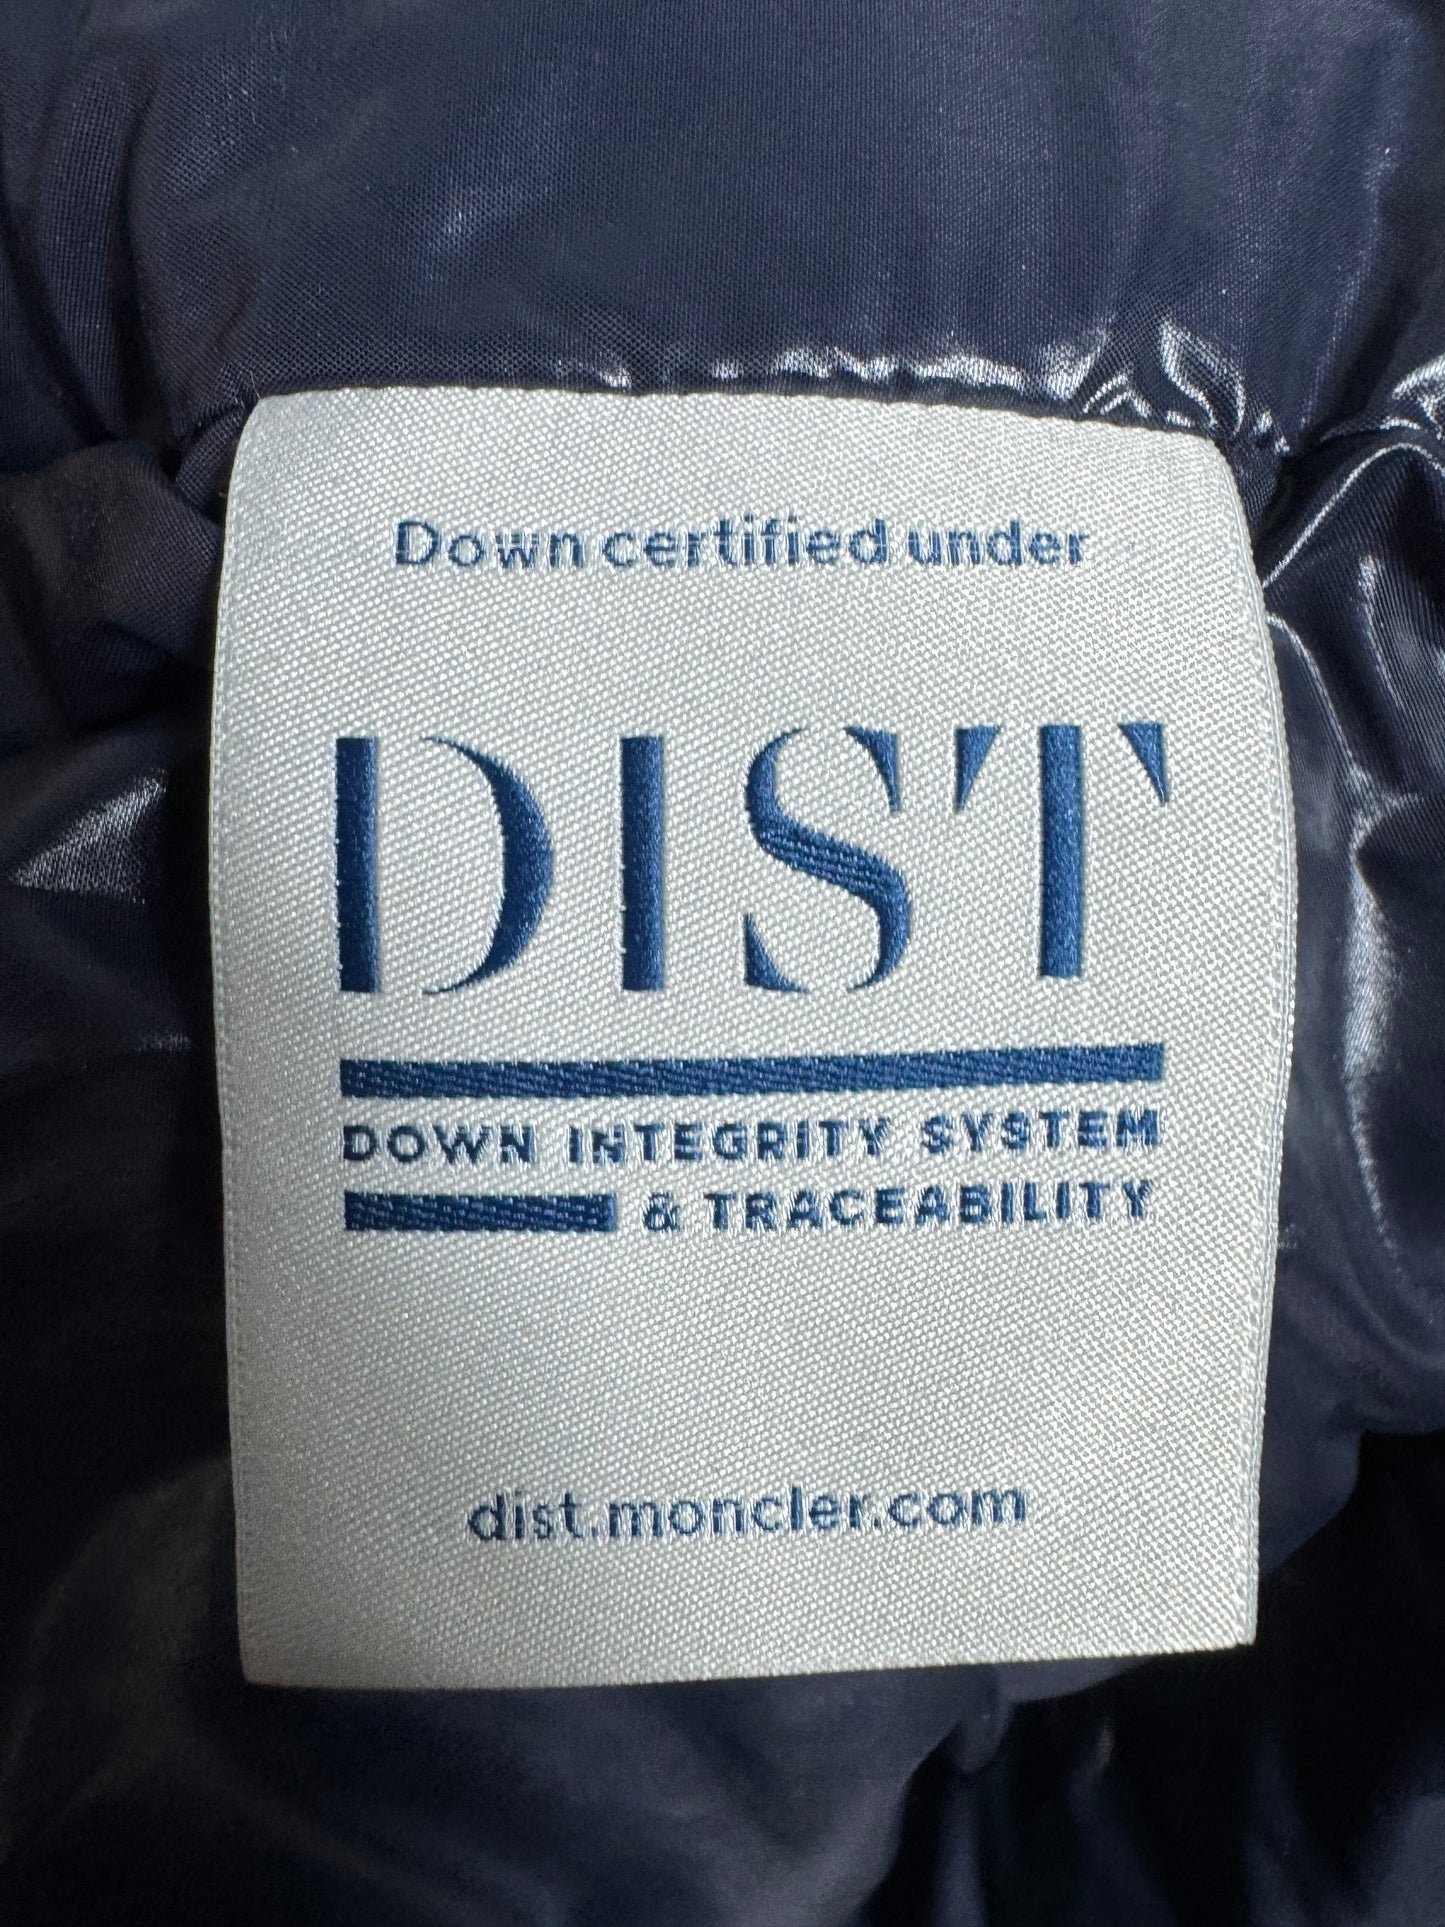 Down certified under
DIST
DOWN INTEGRITY SYSTEM
& TRACEABILITY
dist.moncler.com